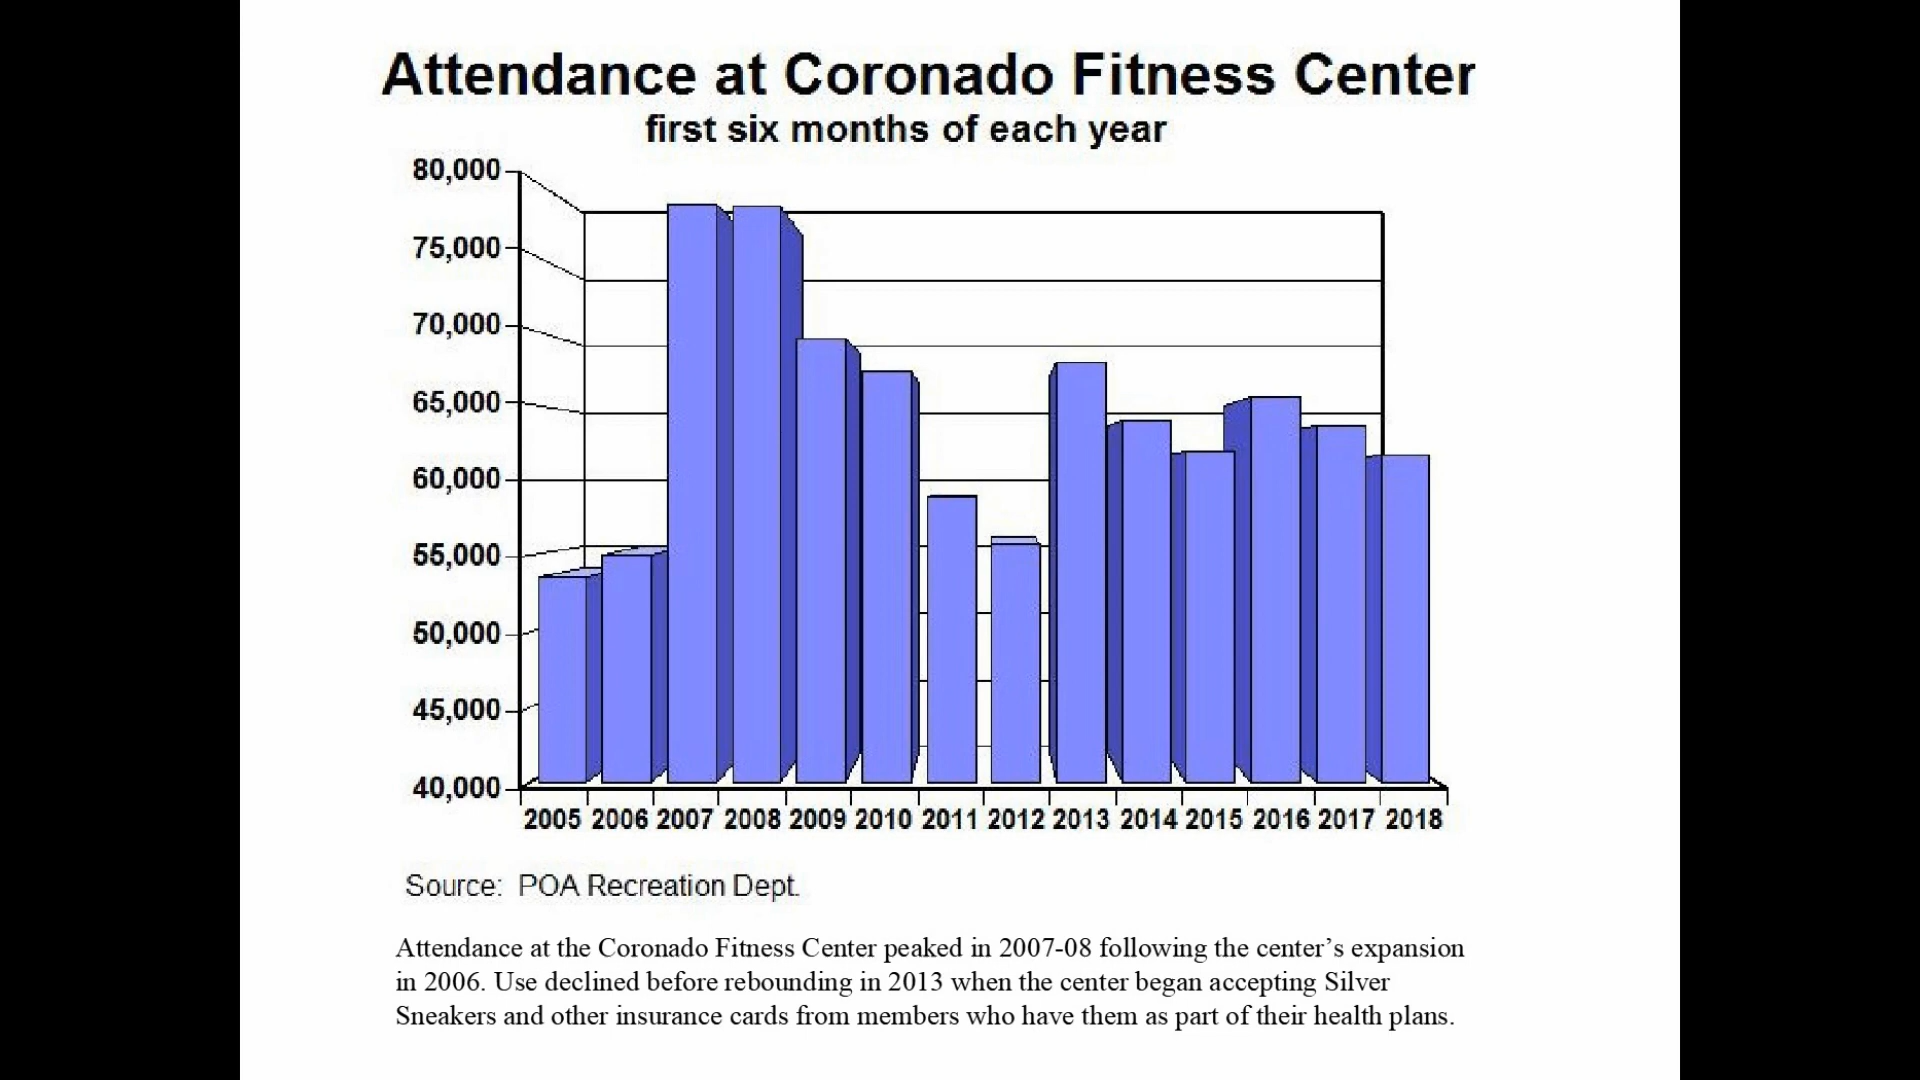 Attendance at Coronado Fitness Center
first six months of each year
80,000
75,000
70,000
65,000
60,000
55,000
50,000
45,000
40,000
2005 2006 2007 2008 2009 2010 2011 2012 2013 2014 2015 2016 2017 2018
Source: POA Recreation Dept.
Attendance at the Coronado Fitness Center peaked in 2007-08 following the center’s expansion
in 2006. Use declined before rebounding in 2013 when the center began accepting Silver
Sneakers and other insurance cards from members who have them as part of their health plans.